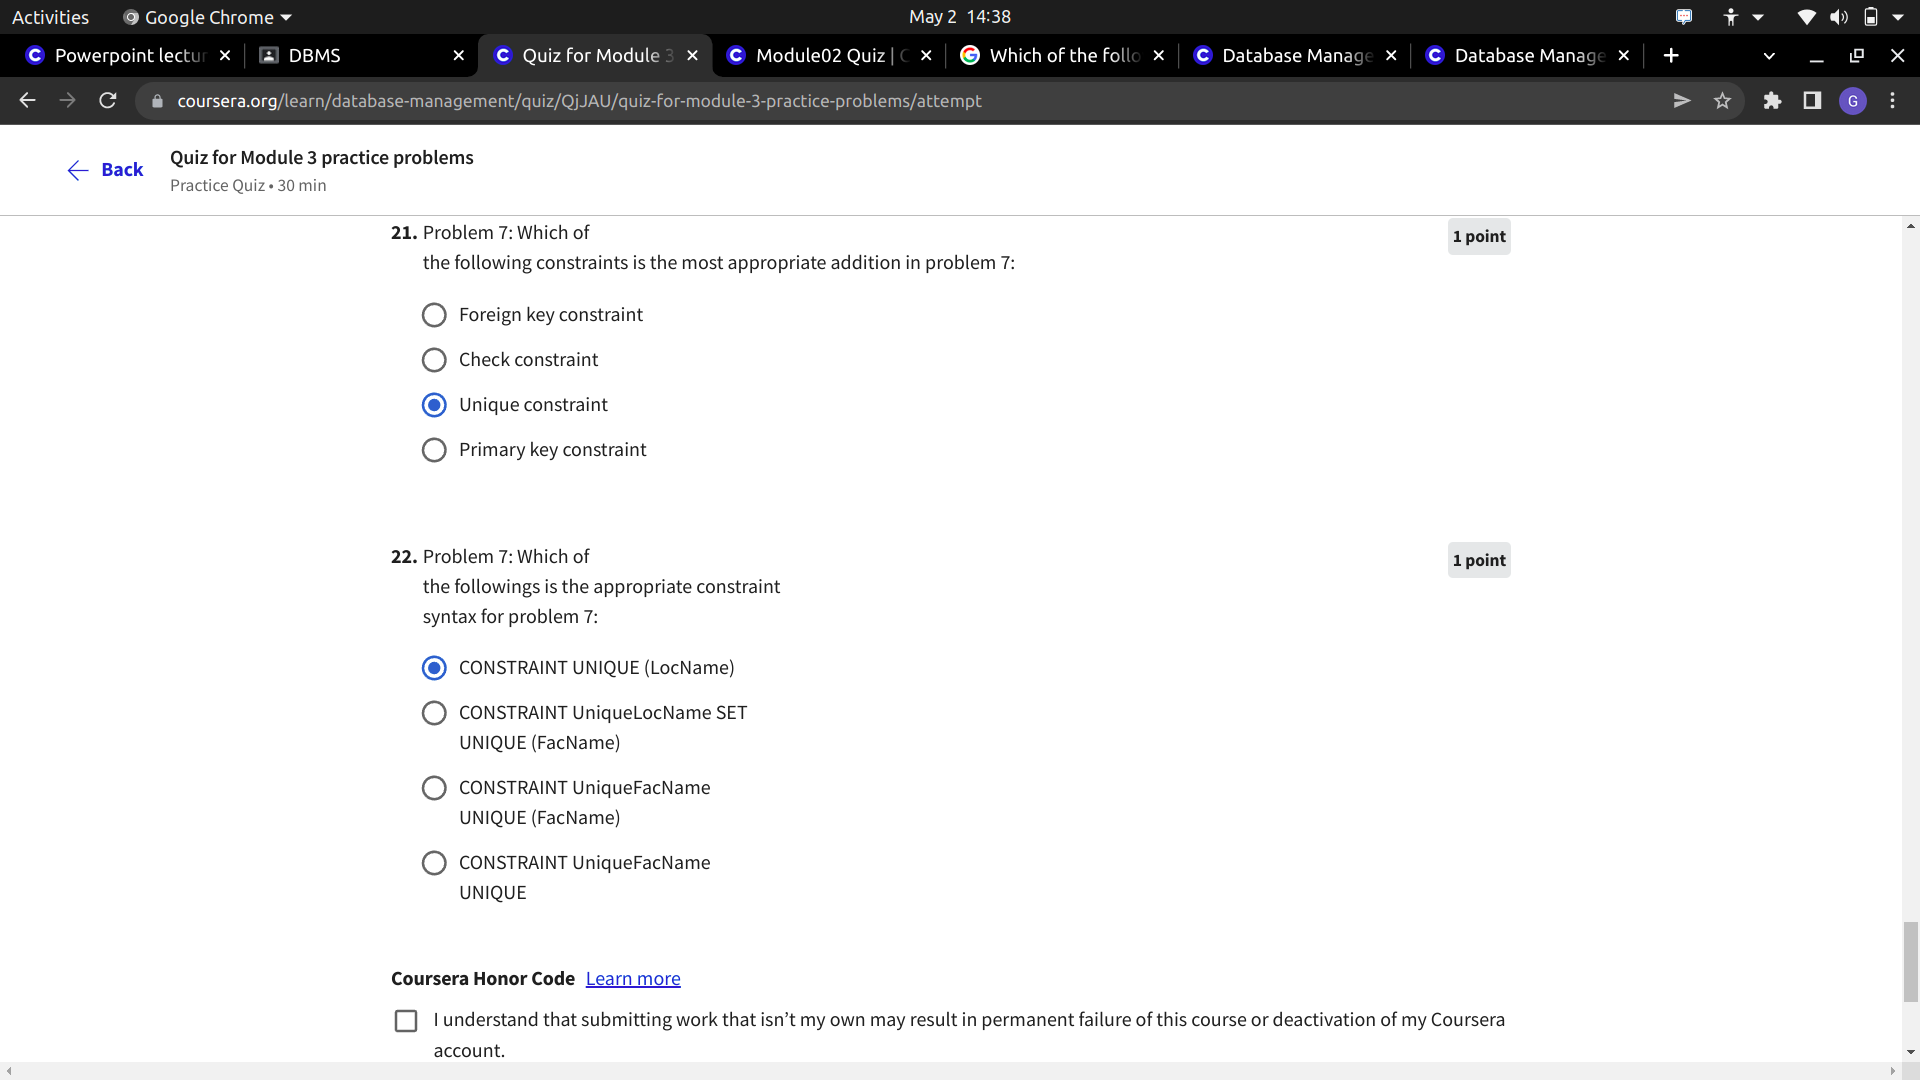 Activities
Google Chrome
May 2 14:38
Powerpoint lectur
DBMS
Quiz for Module 3
Module02 Quiz | C
Which of the follo
Database Manage
Database Manage
coursera.org/learn/database-management/quiz/QjJAU/quiz-for-module-3-practice-problems/attempt
G
Back
Quiz for Module 3 practice problems
Practice Quiz • 30 min
21. Problem 7: Which of
the following constraints is the most appropriate addition in problem 7:
1 point
Foreign key constraint
Check constraint
Unique constraint
Primary key constraint
22. Problem 7: Which of
the followings is the appropriate constraint
syntax for problem 7:
1 point
CONSTRAINT UNIQUE (LocName)
CONSTRAINT UniqueLocName SET
UNIQUE (FacName)
CONSTRAINT UniqueFacName
UNIQUE (FacName)
CONSTRAINT UniqueFacName
UNIQUE
Coursera Honor Code Learn more
I understand that submitting work that isn’t my own may result in permanent failure of this course or deactivation of my Coursera
account.